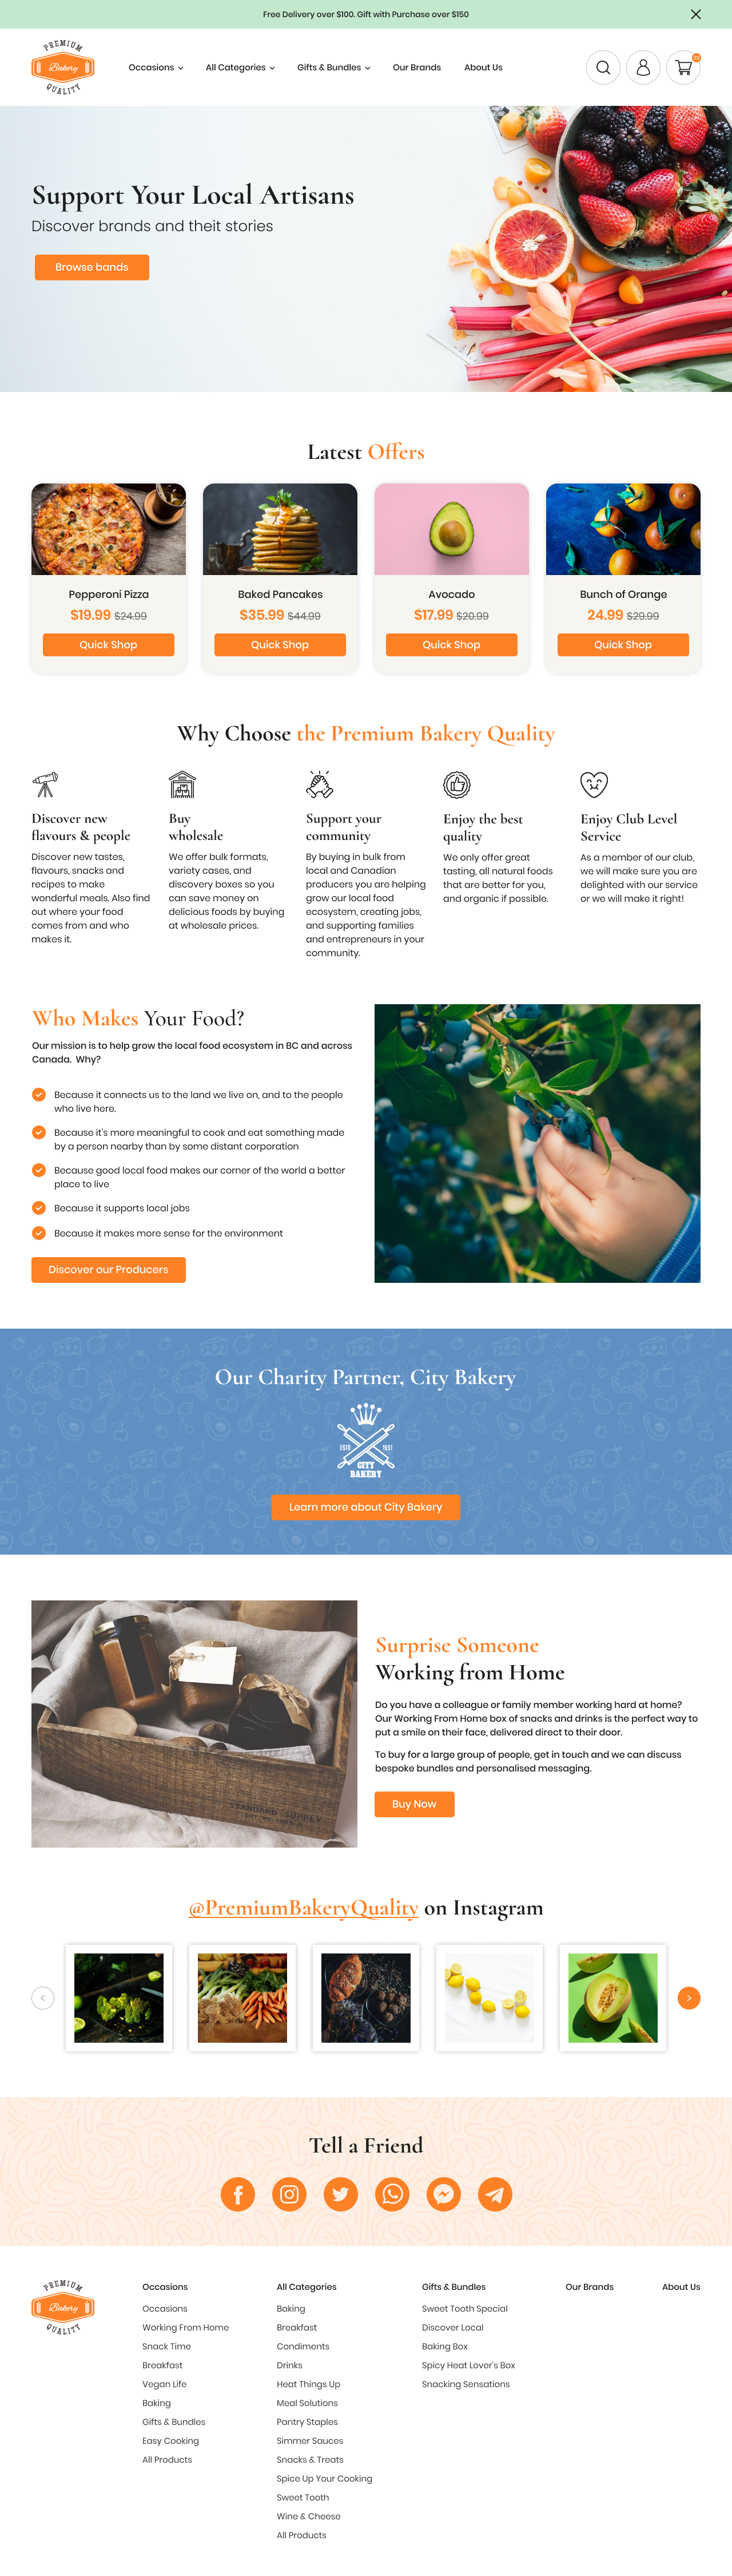 Free Delivery over $100. Gift with Purchase over $150
PREMIUM
Bakery
QUALITY
Occasions
All Categories
Gifts & Bundles
Our Brands
About Us
Support Your Local Artisans
Discover brands and theit stories
Browse bands
Latest Offers
Pepperoni Pizza
$19.99 $24.99
Quick Shop
Baked Pancakes
$35.99 $44.99
Quick Shop
Avocado
$17.99 $20.99
Quick Shop
Bunch of Orange
24.99 $29.99
Quick Shop
Why Choose the Premium Bakery Quality
Discover new
flavours & people
Discover new tastes,
flavours, snacks and
recipes to make
wonderful meals. Also find
out where your food
comes from and who
makes it.
Buy
wholesale
We offer bulk formats,
variety cases, and
discovery boxes so you
can save money on
delicious foods by buying
at wholesale prices.
Support your
community
By buying in bulk from
local and Canadian
producers you are helping
grow our local food
ecosystem, creating jobs,
and supporting families
and entrepreneurs in your
community.
Enjoy the best
quality
We only offer great
tasting, all natural foods
that are better for you,
and organic if possible.
Enjoy Club Level
Service
As a member of our club,
we will make sure you are
delighted with our service
or we will make it right!
Who Makes Your Food?
Our mission is to help grow the local food ecosystem in BC and across
Canada. Why?
Because it connects us to the land we live on, and to the people
who live here.
Because it's more meaningful to cook and eat something made
by a person nearby than by some distant corporation
Because good local food makes our corner of the world a better
place to live
Because it supports local jobs
Because it makes more sense for the environment
Discover our Producers
Our Charity Partner, City Bakery
ESTD 1951
CITY
BAKERY
Learn more about City Bakery
STANDARD SUPPLY
Surprise Someone
Working from Home
Do you have a colleague or family member working hard at home?
Our Working From Home box of snacks and drinks is the perfect way to
put a smile on their face, delivered direct to their door.
To buy for a large group of people, get in touch and we can discuss
bespoke bundles and personalised messaging.
Buy Now
@PremiumBakeryQuality on Instagram
Tell a Friend
PREMIUM
Bakery
QUALITY
Occasions
Occasions
Working From Home
Snack Time
Breakfast
Vegan Life
Baking
Gifts & Bundles
Easy Cooking
All Products
All Categories
Baking
Breakfast
Condiments
Drinks
Heat Things Up
Meal Solutions
Pantry Staples
Simmer Sauces
Snacks & Treats
Spice Up Your Cooking
Sweet Tooth
Wine & Cheese
All Products
Gifts & Bundles
Sweet Tooth Special
Discover Local
Baking Box
Spicy Heat Lover's Box
Snacking Sensations
Our Brands
About Us